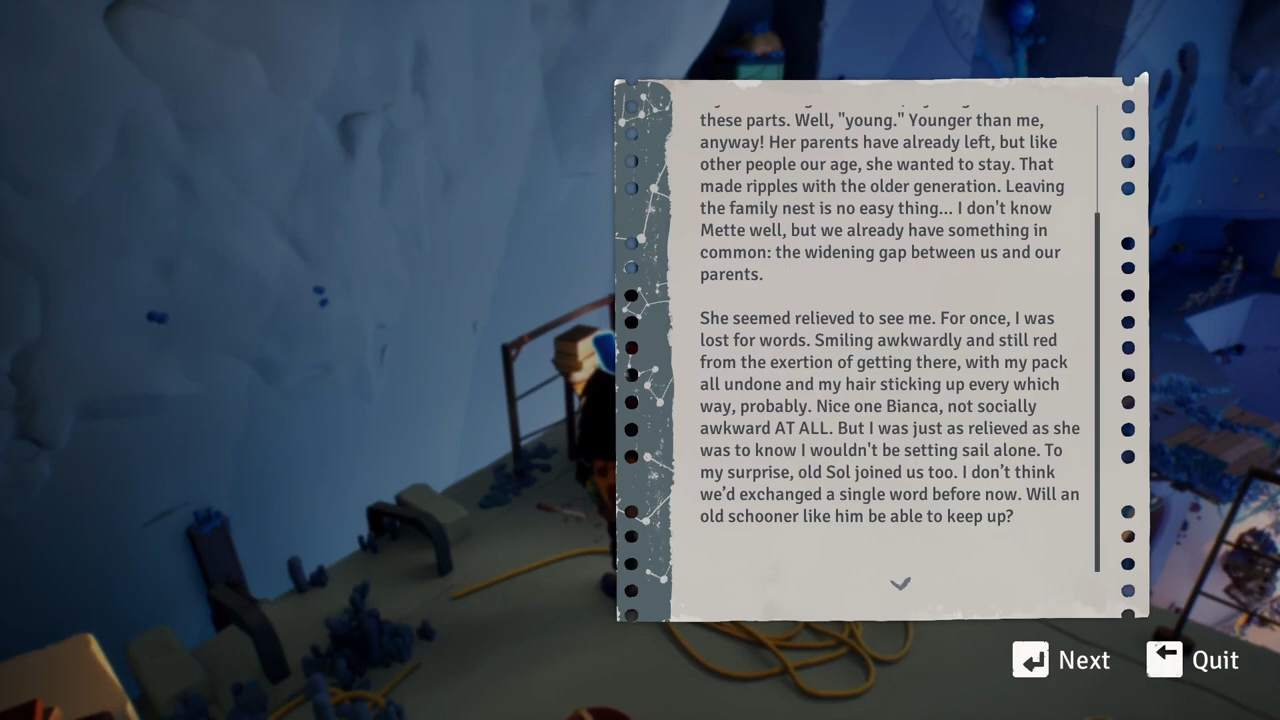 these parts. Well, "young." Younger than me,
anyway! Her parents have already left, but like
other people our age, she wanted to stay. That
made ripples with the older generation. Leaving
the family nest is no easy thing... I don't know
Mette well, but we already have something in
common: the widening gap between us and our
parents.
She seemed relieved to see me. For once, I was
lost for words. Smiling awkwardly and still red
from the exertion of getting there, with my pack
all undone and my hair sticking up every which
way, probably. Nice one Bianca, not socially
awkward AT ALL. But I was just as relieved as she
was to know I wouldn't be setting sail alone. To
my surprise, old Sol joined us too. I don’t think
we’d exchanged a single word before now. Will an
old schooner like him be able to keep up?
Next
Quit